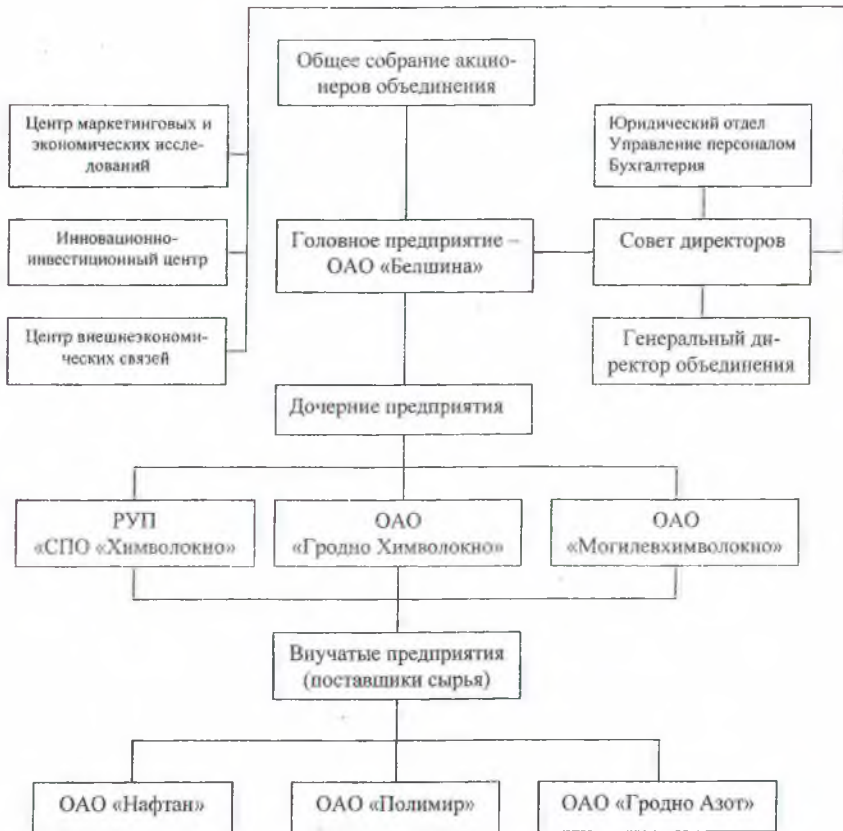 Общее собрание акцио-
неров объединения
Центр маркетинговых и
экономических иссле-
дований
Юридический отдел
Управление персоналом
Бухгалтерия
Инновационно-
инвестиционный центр
Головное предприятие –
ОАО «Белшина»
Совет директоров
Центр внешнеэкономи-
ческих связей
Генеральный ди-
ректор объединения
Дочерние предприятия
РУП
«СПО «Химволокно»
ОАО
«Гродно Химволокно»
ОАО
«Могилевхимволокно»
Внучатые предприятия
(поставщики сырья)
ОАО «Нафтан»
ОАО «Полимир»
ОАО «Гродно Азот»